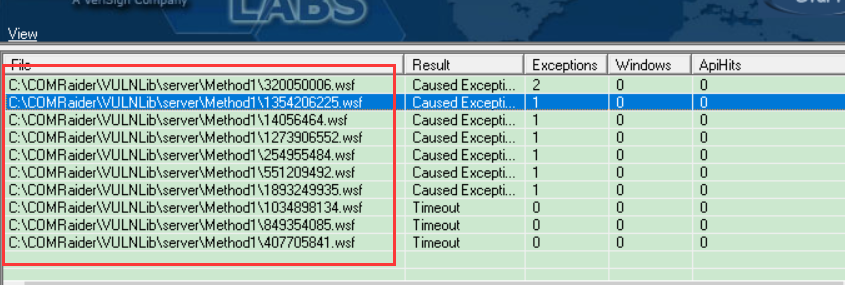 A VeriSign Company
LABS
View
File Result Exceptions Windows ApiHits
C:\COMRaider\VULNLib\server\Method1\320050006.wsf Caused Excepti... 2 0 0
C:\COMRaider\VULNLib\server\Method1\1354206225.wsf Caused Excepti... 1 0 0
C:\COMRaider\VULNLib\server\Method1\14056464.wsf Caused Excepti... 1 0 0
C:\COMRaider\VULNLib\server\Method1\1273906552.wsf Caused Excepti... 1 0 0
C:\COMRaider\VULNLib\server\Method1\254955484.wsf Caused Excepti... 1 0 0
C:\COMRaider\VULNLib\server\Method1\551209492.wsf Caused Excepti... 1 0 0
C:\COMRaider\VULNLib\server\Method1\1893249935.wsf Caused Excepti... 1 0 0
C:\COMRaider\VULNLib\server\Method1\1034898134.wsf Timeout 0 0 0
C:\COMRaider\VULNLib\server\Method1\849354085.wsf Timeout 0 0 0
C:\COMRaider\VULNLib\server\Method1\407705841.wsf Timeout 0 0 0